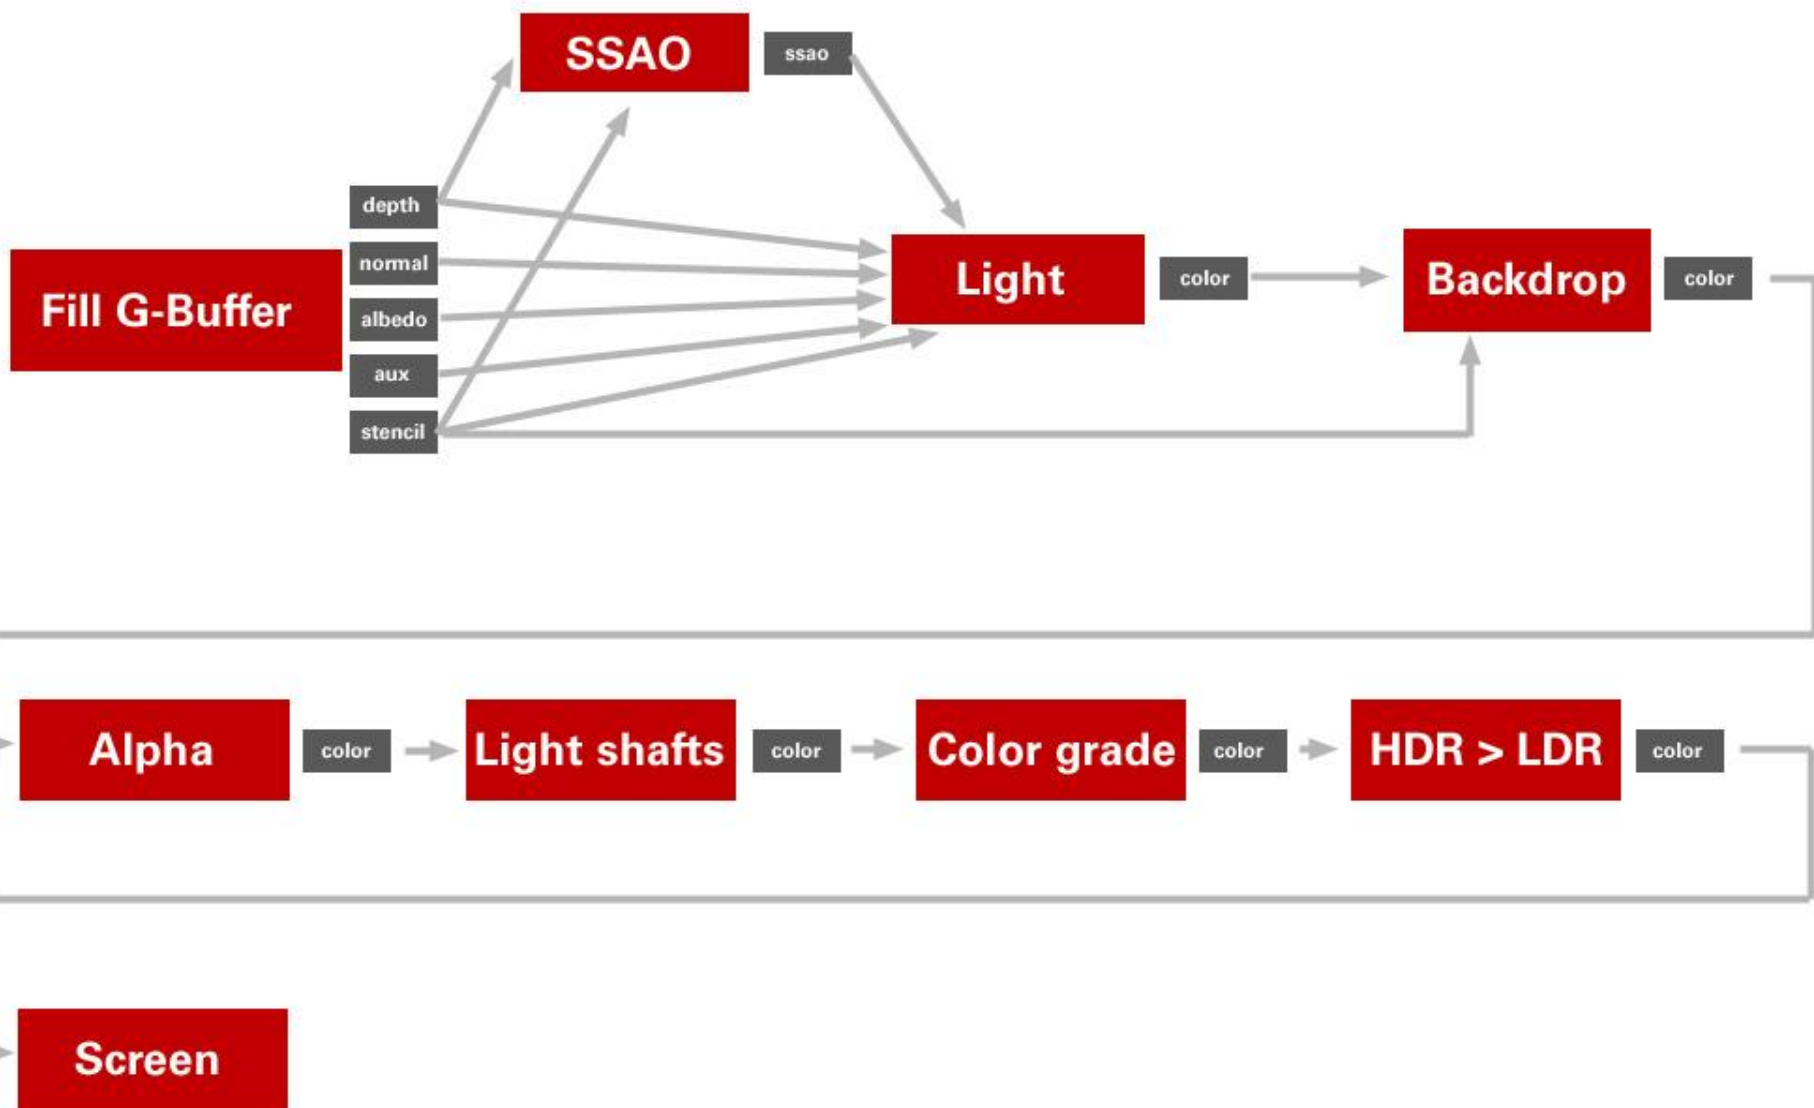 SSAO
ssao
depth
normal
albedo
aux
stencil
Fill G-Buffer
Light
color
Backdrop
color
Alpha
color
Light shafts
color
Color grade
color
HDR > LDR
color
Screen